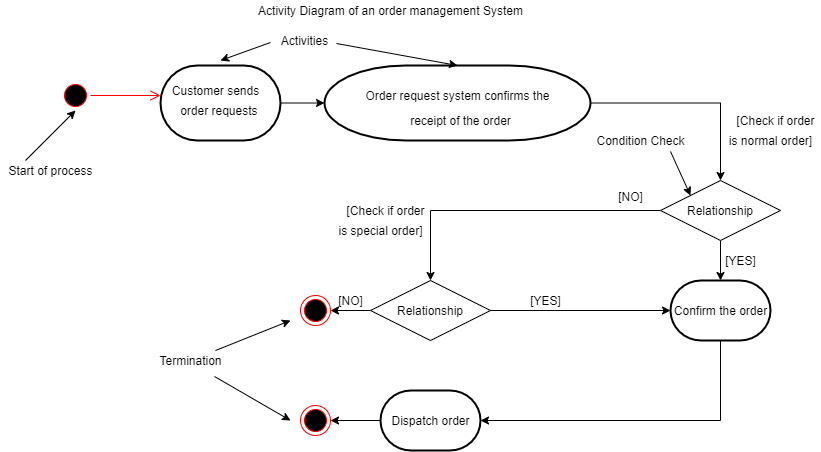 Activity Diagram of an order management System
Activities
Customer sends
order requests
Order request system confirms the
receipt of the order
[Check if order
is normal order]
Condition Check
Start of process
[NO]
Relationship
[Check if order
is special order]
[YES]
[NO]
Relationship
[YES]
Confirm the order
Termination
Dispatch order